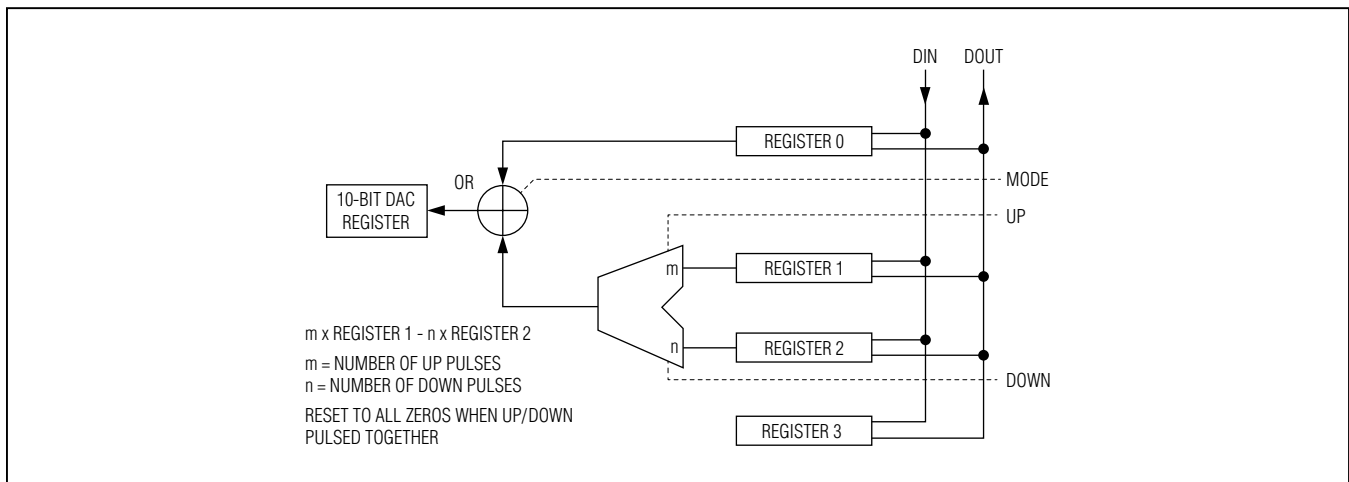 DIN DOUT
REGISTER 0
OR
MODE
10-BIT DAC
REGISTER
UP
m
REGISTER 1
m x REGISTER 1 - n x REGISTER 2
n
REGISTER 2
m = NUMBER OF UP PULSES
n = NUMBER OF DOWN PULSES
DOWN
RESET TO ALL ZEROS WHEN UP/DOWN
PULSED TOGETHER
REGISTER 3